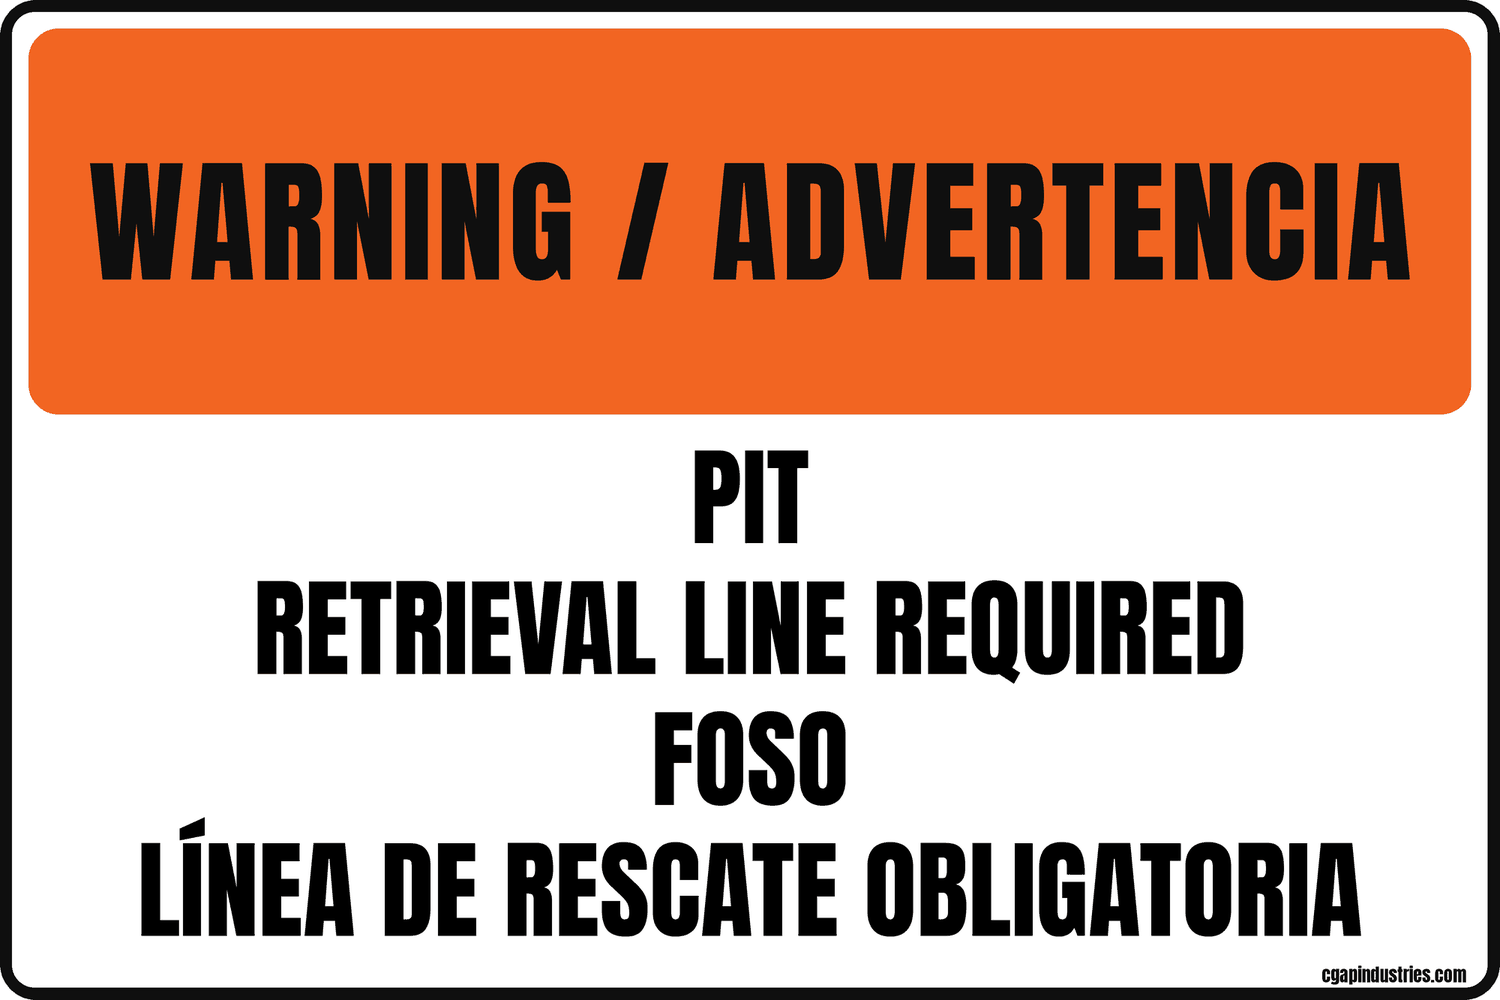 WARNING / ADVERTENCIA
PIT
RETRIEVAL LINE REQUIRED
FOSO
LÍNEA DE RESCATE OBLIGATORIA
cgapindustries.com